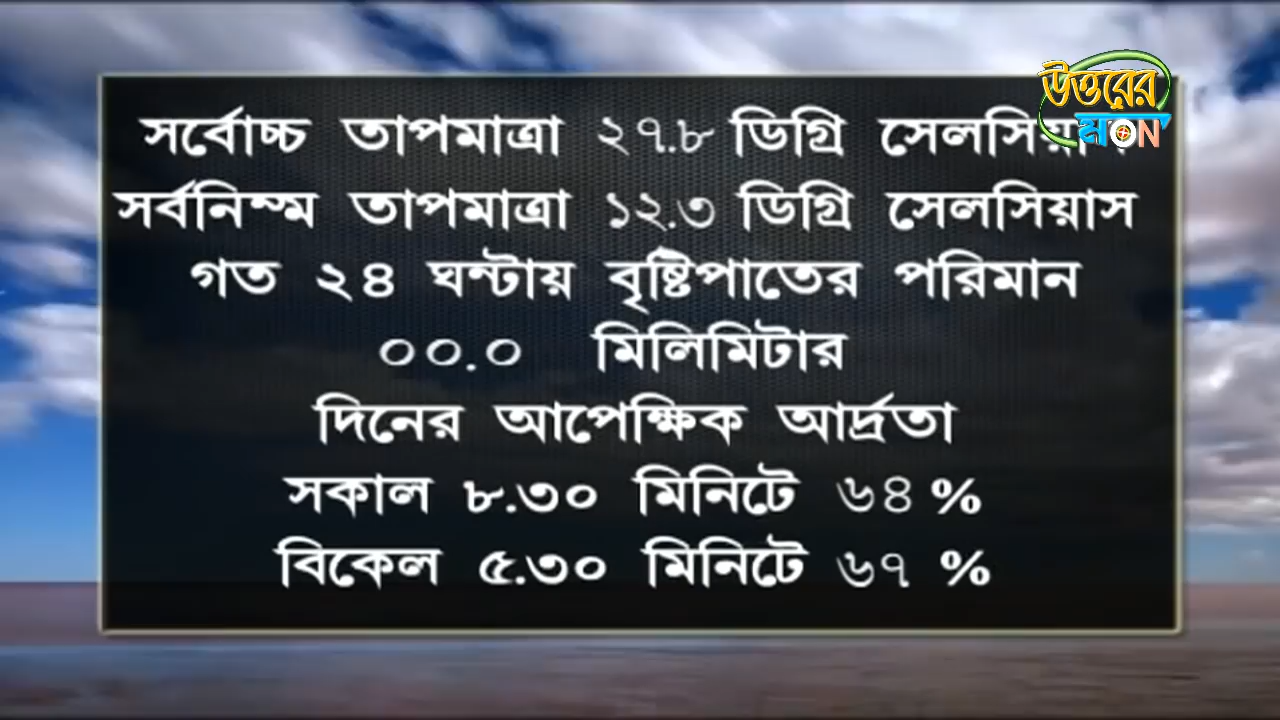 উত্তরের
মন
সর্বোচ্চ তাপমাত্রা ২৭.৮ ডিগ্রি
সর্বনিম্ম তাপমাত্রা ১২.৩ ডিগ্রি সেলসিয়াস
গত ২৪ ঘন্টায় বৃষ্টিপাতের পরিমান
০০.০ মিলিমিটার
দিনের আপেক্ষিক আর্দ্রতা
সকাল ৮.৩০ মিনিটে ৬৪ %
বিকেল ৫.৩০ মিনিটে ৬৭ %